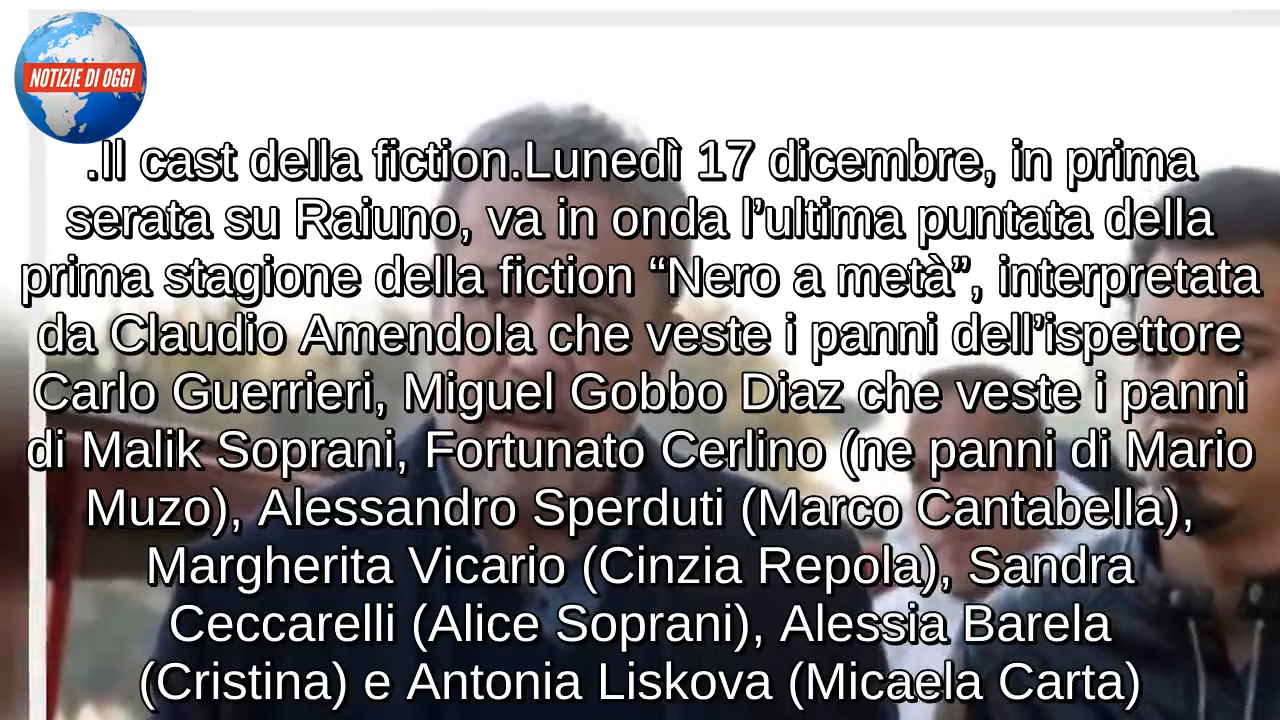 NOTIZIE DI OGGI
.Il cast della fiction.Lunedì 17 dicembre, in prima
serata su Raiuno, va in onda l’ultima puntata della
prima stagione della fiction “Nero a metà”, interpretata
da Claudio Amendola che veste i panni dell’ispettore
Carlo Guerrieri, Miguel Gobbo Diaz che veste i panni
di Malik Soprani, Fortunato Cerlino (ne panni di Mario
Muzo), Alessandro Sperduti (Marco Cantabella),
Margherita Vicario (Cinzia Repola), Sandra
Ceccarelli (Alice Soprani), Alessia Barela
(Cristina) e Antonia Liskova (Micaela Carta)